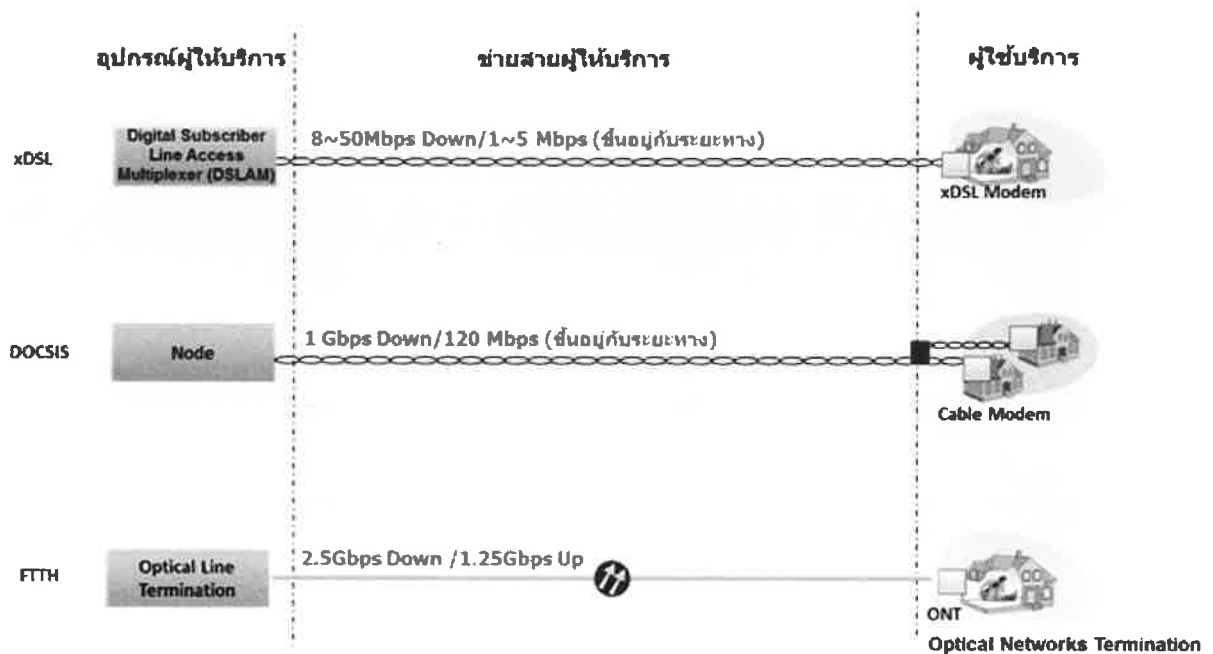 อุปกรณ์ผู้ให้บริการ
ข่ายสายผู้ให้บริการ
ผู้ใช้บริการ
xDSL
Digital Subscriber
Line Access
Multiplexer (DSLAM)
8~50Mbps Down/1~5 Mbps (ขึ้นอยู่กับระยะทาง)
xDSL Modem
DOCSIS
Node
1 Gbps Down/120 Mbps (ขึ้นอยู่กับระยะทาง)
Cable Modem
FTTH
Optical Line
Termination
2.5Gbps Down /1.25Gbps Up
ONT
Optical Networks Termination